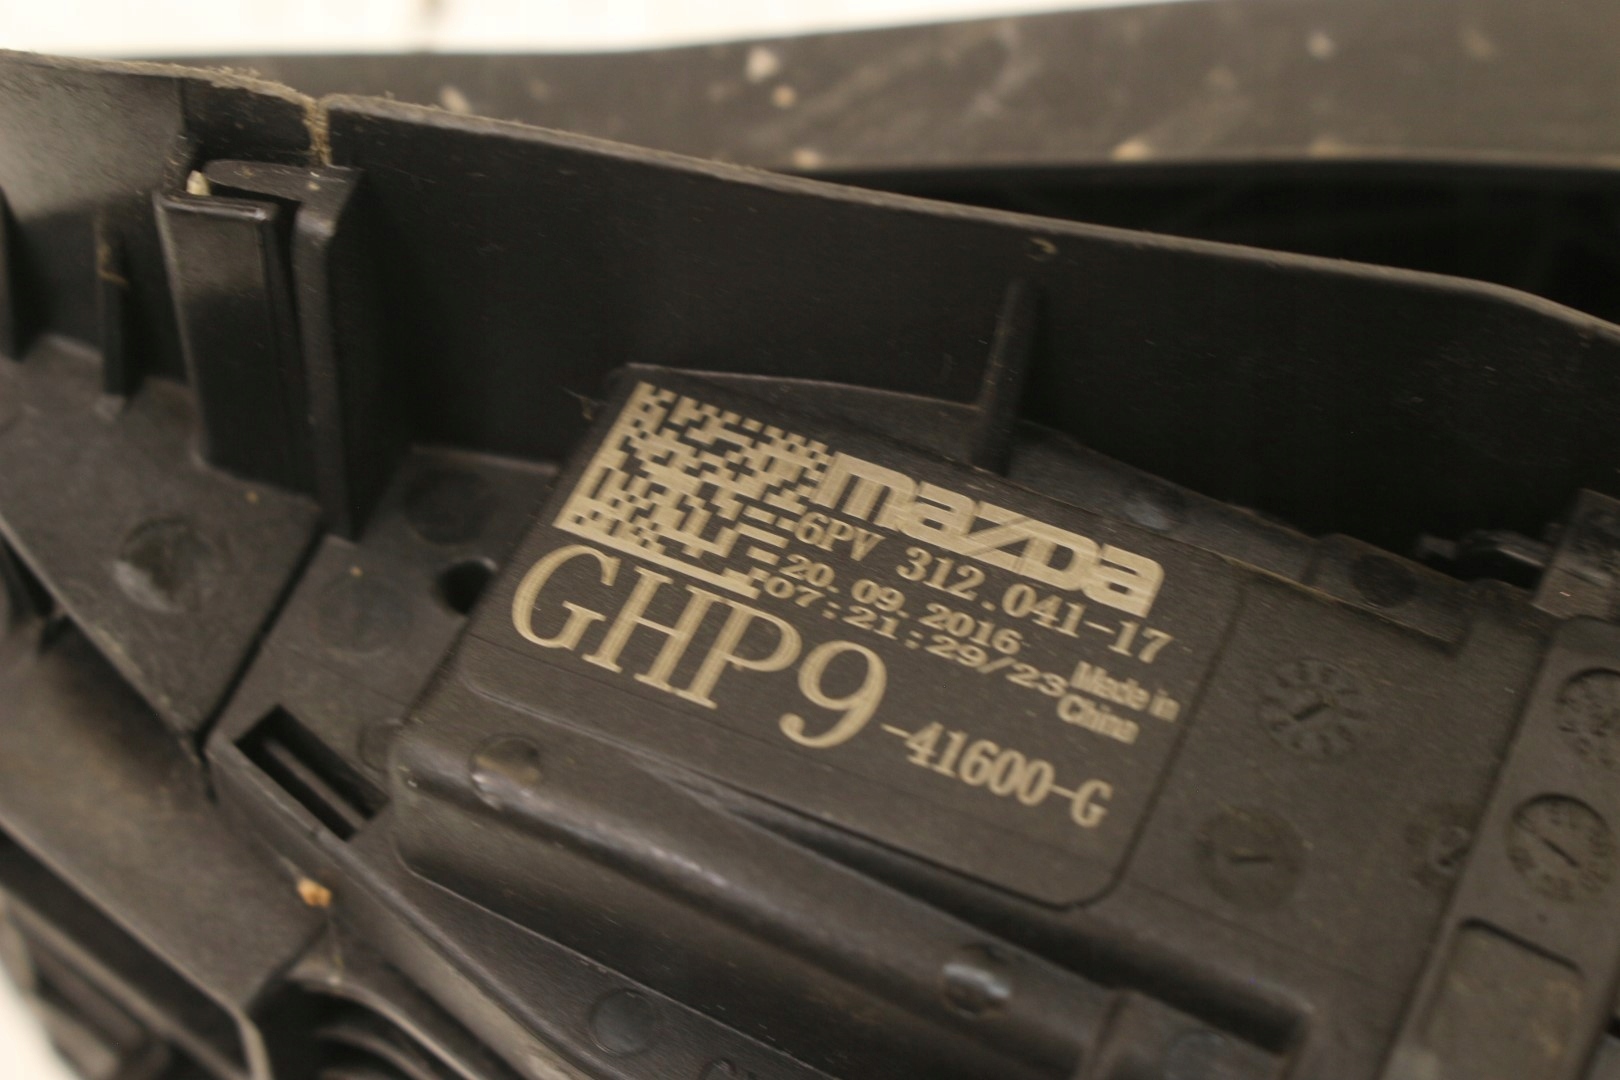 mazda
6PV 312.041-17
20.09.2016
07:21:29/23
Made in
China
GHP9-41600-G